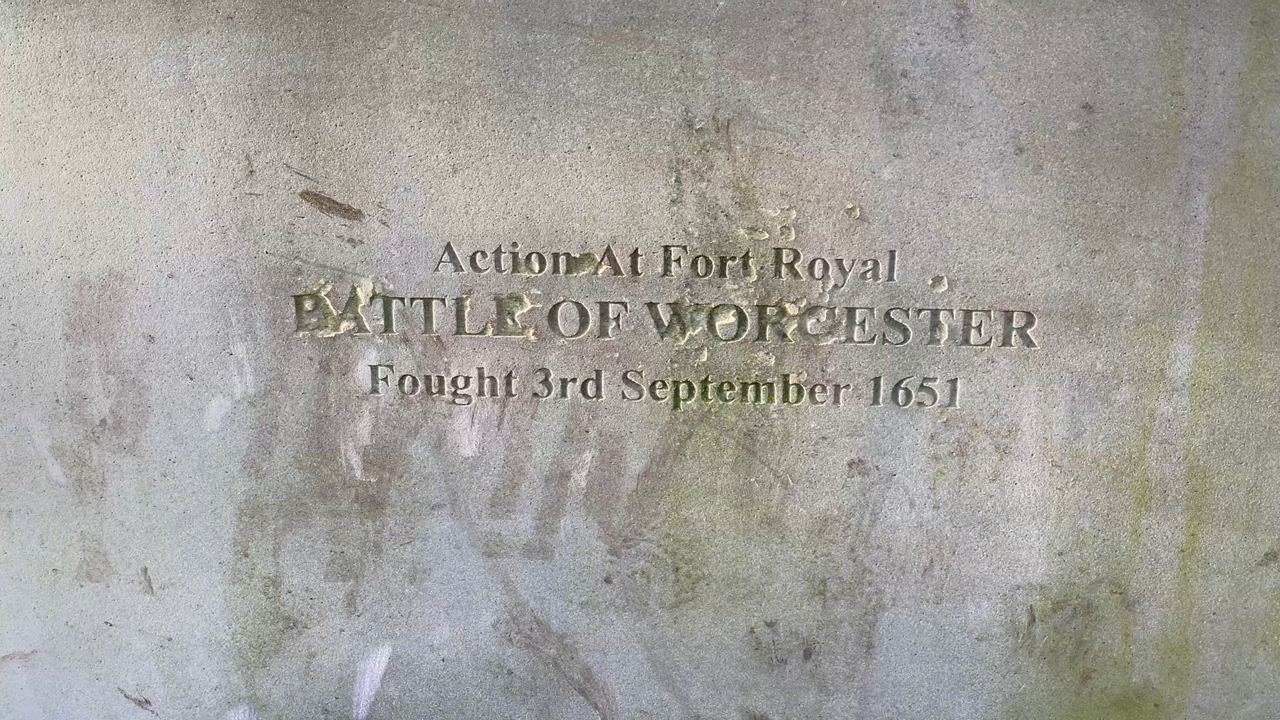 Action At Fort Royal
BATTLE OF WORCESTER
Fought 3rd September 1651